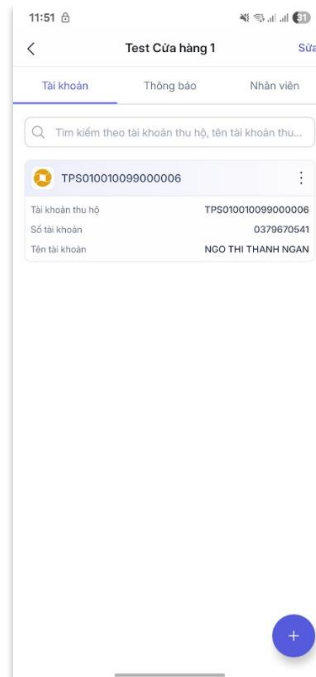 11:51
31
Test Cửa hàng 1
Sửa
Tài khoản
Thông báo
Nhân viên
Tìm kiếm theo tài khoản thu hộ, tên tài khoản thu...
TPS010010099000006
Tài khoản thu hộ TPS010010099000006
Số tài khoản 0379670541
Tên tài khoản NGO THI THANH NGAN